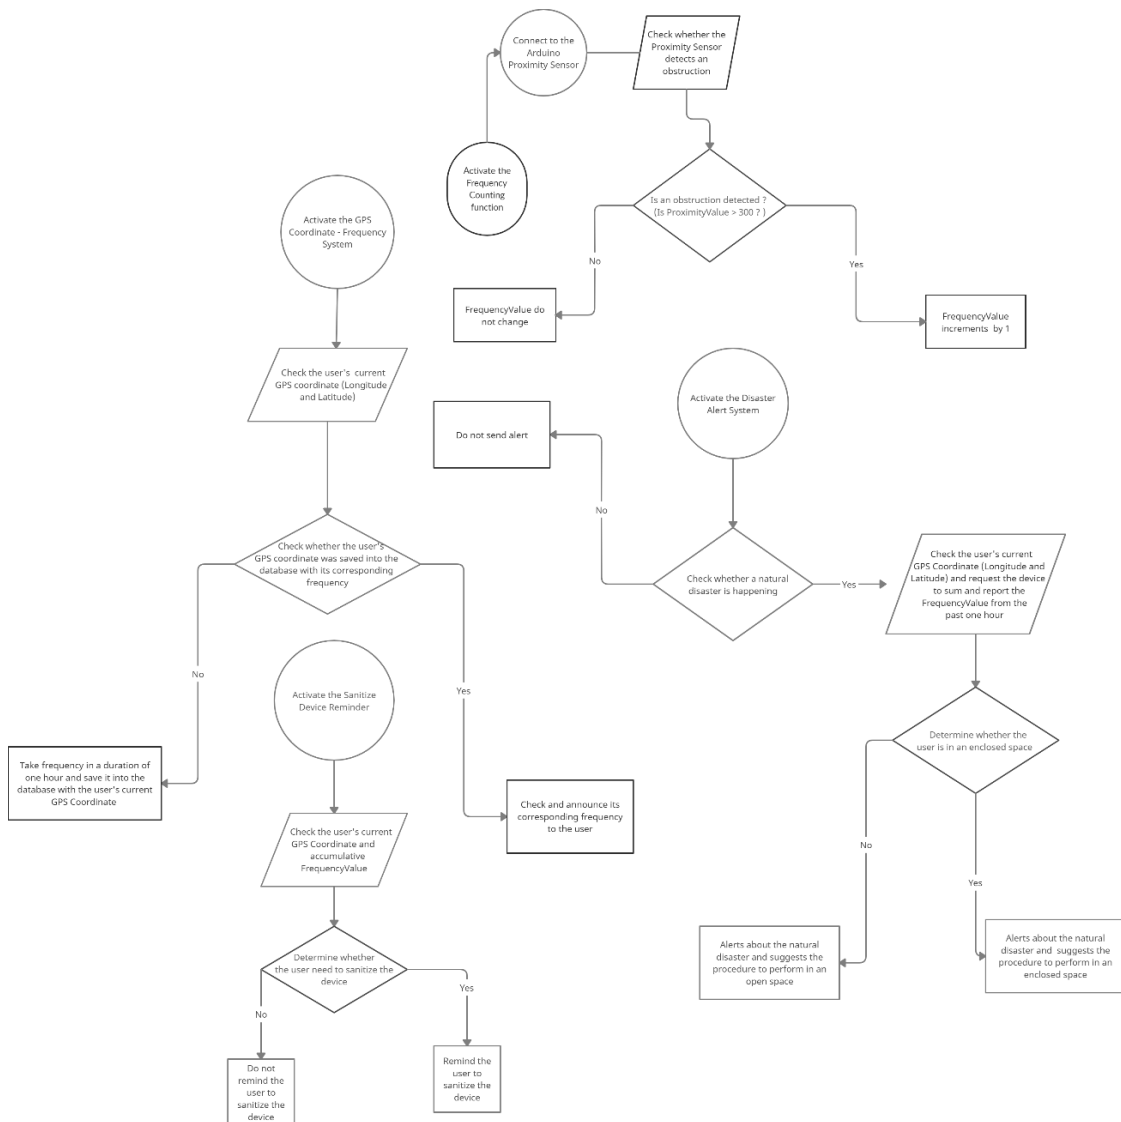 Connect to the
Arduino
Proximity Sensor
Check whether the
Proximity Sensor
detects an
obstruction
Activate the
Frequency
Counting
function
Is an obstruction detected ?
(Is ProximityValue > 300 ? )
No
Yes
FrequencyValue do
not change
FrequencyValue
increments by 1
Activate the GPS
Coordinate - Frequency
System
Check the user's current
GPS coordinate (Longitude
and Latitude)
Check whether the user's
GPS coordinate was saved into the
database with its corresponding
frequency
No
Yes
Take frequency in a duration of
one hour and save it into the
database with the user's current
GPS Coordinate
Check and announce its
corresponding frequency
to the user
Activate the Disaster
Alert System
Do not send alert
No
Check whether a natural
disaster is happening
Yes
Check the user's current
GPS Coordinate (Longitude and
Latitude) and request the device
to sum and report the
FrequencyValue from the
past one hour
Determine whether the
user is in an enclosed space
No
Yes
Alerts about the natural
disaster and suggests the
procedure to perform in an
open space
Alerts about the natural
disaster and suggests the
procedure to perform in an
enclosed space
Activate the Sanitize
Device Reminder
Check the user's current
GPS Coordinate and
accumulative
FrequencyValue
Determine whether
the user need to sanitize the
device
No
Yes
Do not
remind the
user to
sanitize the
device
Remind the
user to
sanitize the
device